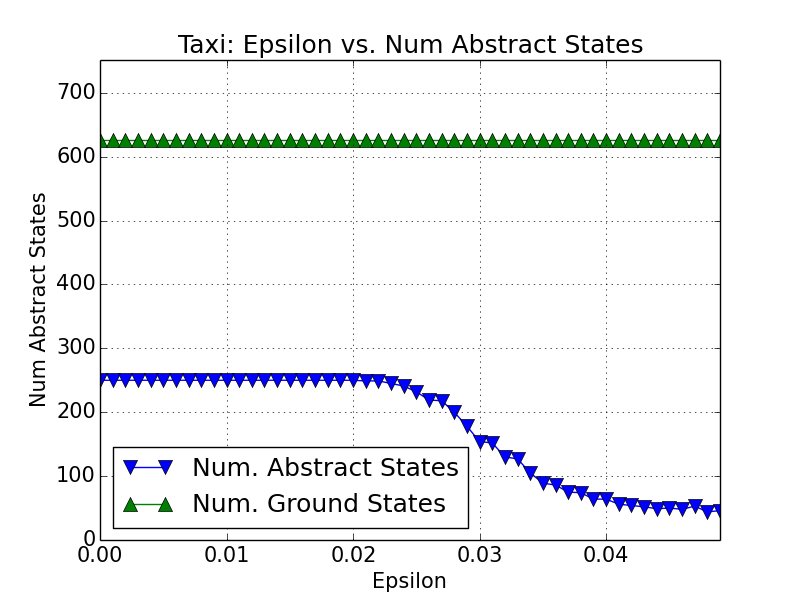 Taxi: Epsilon vs. Num Abstract States
Num Abstract States
700
600
500
400
300
200
100
0
Num. Abstract States
Num. Ground States
0.00 0.01 0.02 0.03 0.04
Epsilon